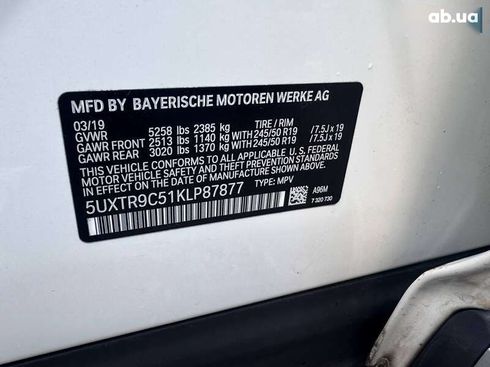 ab.ua
MFD BY BAYERISCHE MOTOREN WERKE AG
03/19 TIRE / RIM
GVWR 5258 lbs 2385 kg
GAWR FRONT 2513 lbs 1140 kg WITH 245/50 R19 / 7.5J x 19
GAWR REAR 3020 lbs 1370 kg WITH 245/50 R19 / 7.5J x 19
THIS VEHICLE CONFORMS TO ALL APPLICABLE U. S. FEDERAL
MOTOR VEHICLE SAFETY, BUMPER, AND THEFT PREVENTION STANDARDS
IN EFFECT ON THE DATE OF MANUFACTURE SHOWN ABOVE.
5UXTR9C51KLP87877 TYPE: MPV
A96M
7 320 730